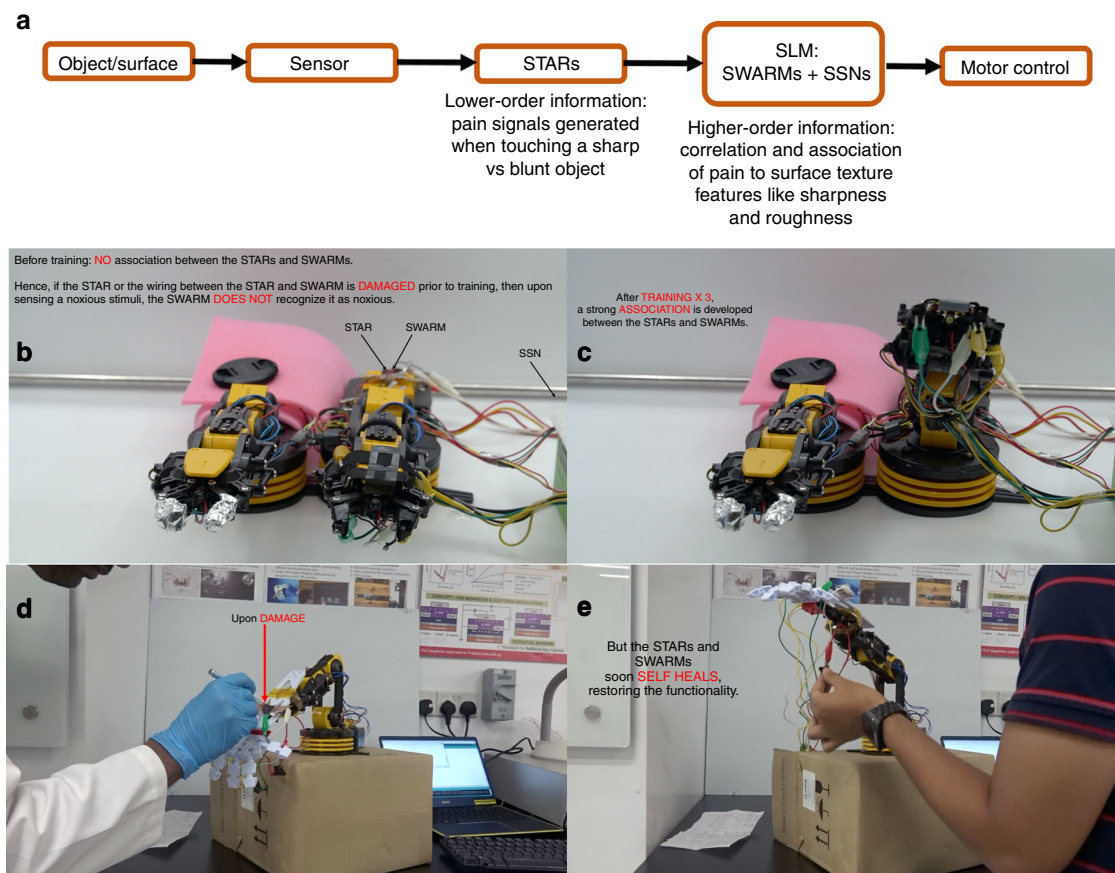 a
Object/surface
Sensor
STARs
SLM:
SWARMs + SSNs
Motor control
Lower-order information:
pain signals generated
when touching a sharp
vs blunt object
Higher-order information:
correlation and association
of pain to surface texture
features like sharpness
and roughness
Before training: NO association between the STARs and SWARMs.
Hence, if the STAR or the wiring between the STAR and SWARM is DAMAGED prior to training, then upon
sensing a noxious stimuli, the SWARM DOES NOT recognize it as noxious.
STAR
SWARM
SSN
b
After TRAINING X 3,
a strong ASSOCIATION is developed
between the STARs and SWARMs.
c
d
Upon DAMAGE
e
But the STARs and
SWARMs
soon SELF HEALS,
restoring the functionality.